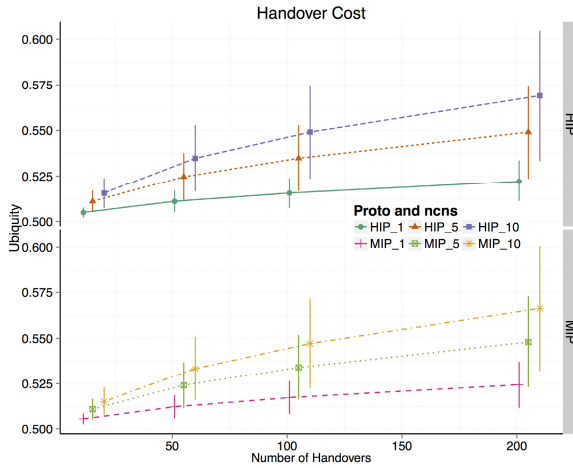 Handover Cost
0.600
0.575
0.550
0.525
0.500
HIP
Ubiquity
Proto and ncns
HIP_1 HIP_5 HIP_10
MIP_1 MIP_5 MIP_10
0.600
0.575
0.550
0.525
0.500
MIP
50 100 150 200
Number of Handovers